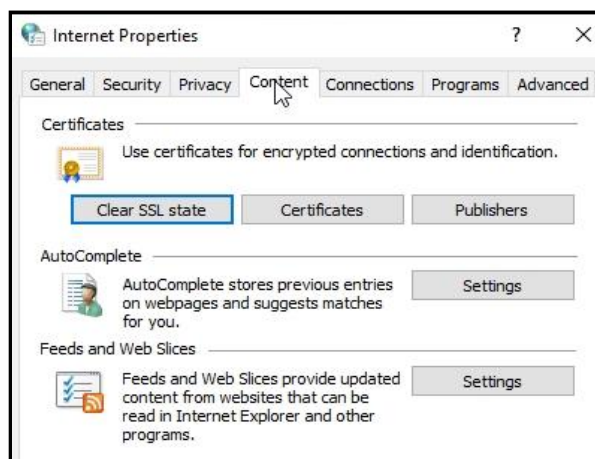 Internet Properties ?
General Security Privacy Content Connections Programs Advanced
Certificates
Use certificates for encrypted connections and identification.
Clear SSL state Certificates Publishers
AutoComplete
AutoComplete stores previous entries
on webpages and suggests matches
for you.
Settings
Feeds and Web Slices
Feeds and Web Slices provide updated
content from websites that can be
read in Internet Explorer and other
programs.
Settings